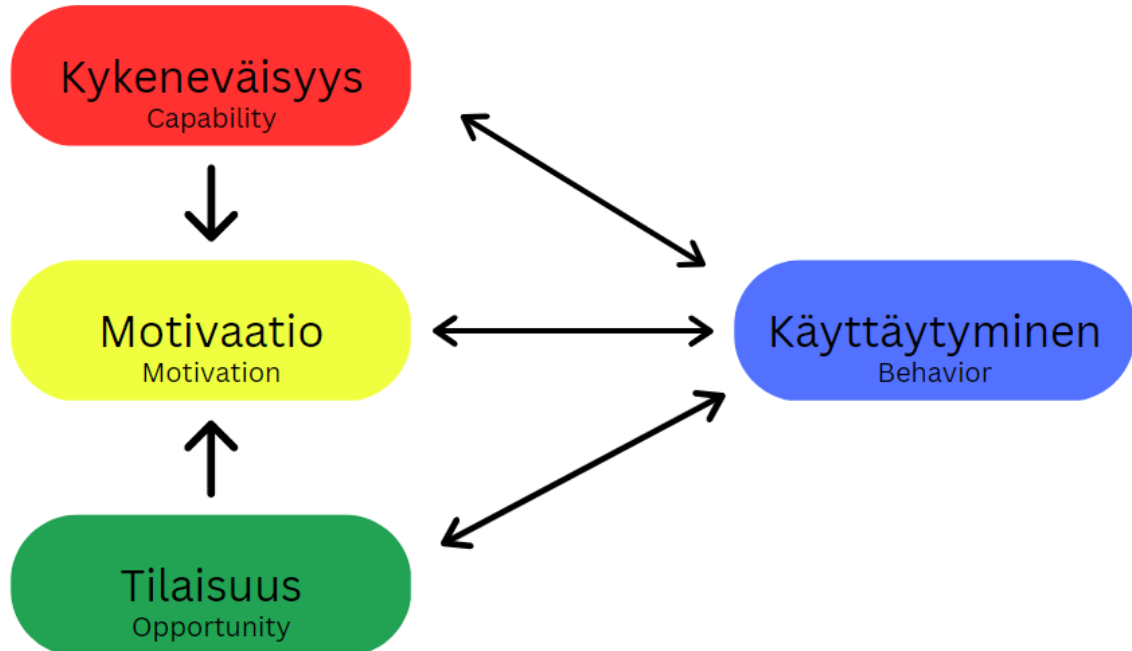 Kykeneväisyys
Capability
Motivaatio
Motivation
Käyttäytyminen
Behavior
Tilaisuus
Opportunity